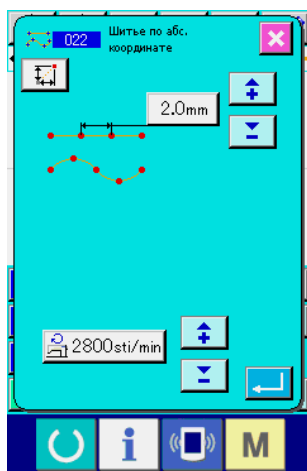 022 Шитье по абс.
координате
2.0mm
2800sti/min
i M